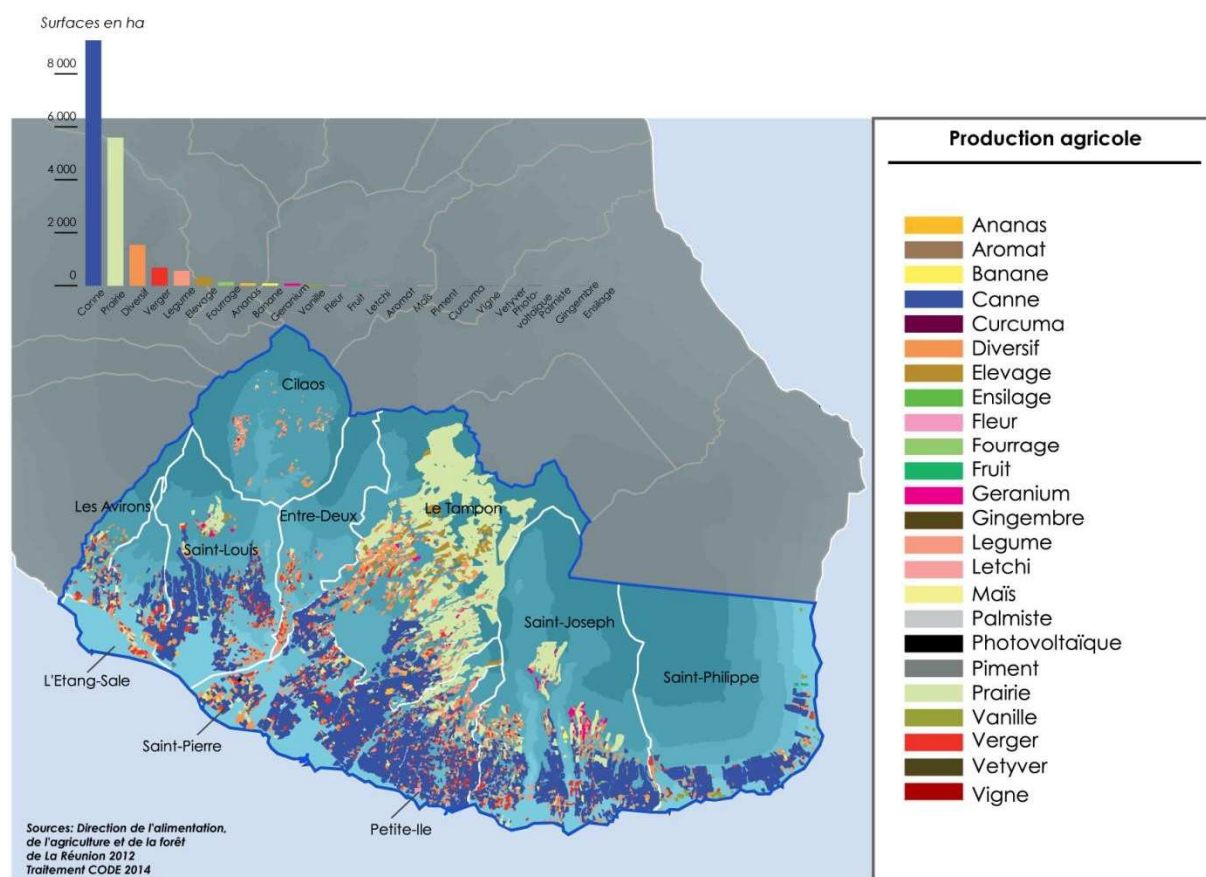 Surfaces en ha
8 000
6 000
4 000
2 000
0
Canne
Prairie
Diversif
Verger
Legume
Elevage
Fourrage
Ananas
Banane
Geranium
Vanille
Fleur
Fruit
Letchi
Aromat
Maïs
Piment
Curcuma
Vigne
Vetyver
Photo-
voltaïque
Palmiste
Gingembre
Ensilage
Cilaos
Les Avirons
Entre-Deux
Le Tampon
Saint-Louis
Saint-Joseph
L'Etang-Sale
Saint-Philippe
Saint-Pierre
Petite-Ile
Sources: Direction de l'alimentation,
de l'agriculture et de la forêt
de La Réunion 2012
Traitement CODE 2014
Production agricole
Ananas
Aromat
Banane
Canne
Curcuma
Diversif
Elevage
Ensilage
Fleur
Fourrage
Fruit
Geranium
Gingembre
Legume
Letchi
Maïs
Palmiste
Photovoltaïque
Piment
Prairie
Vanille
Verger
Vetyver
Vigne